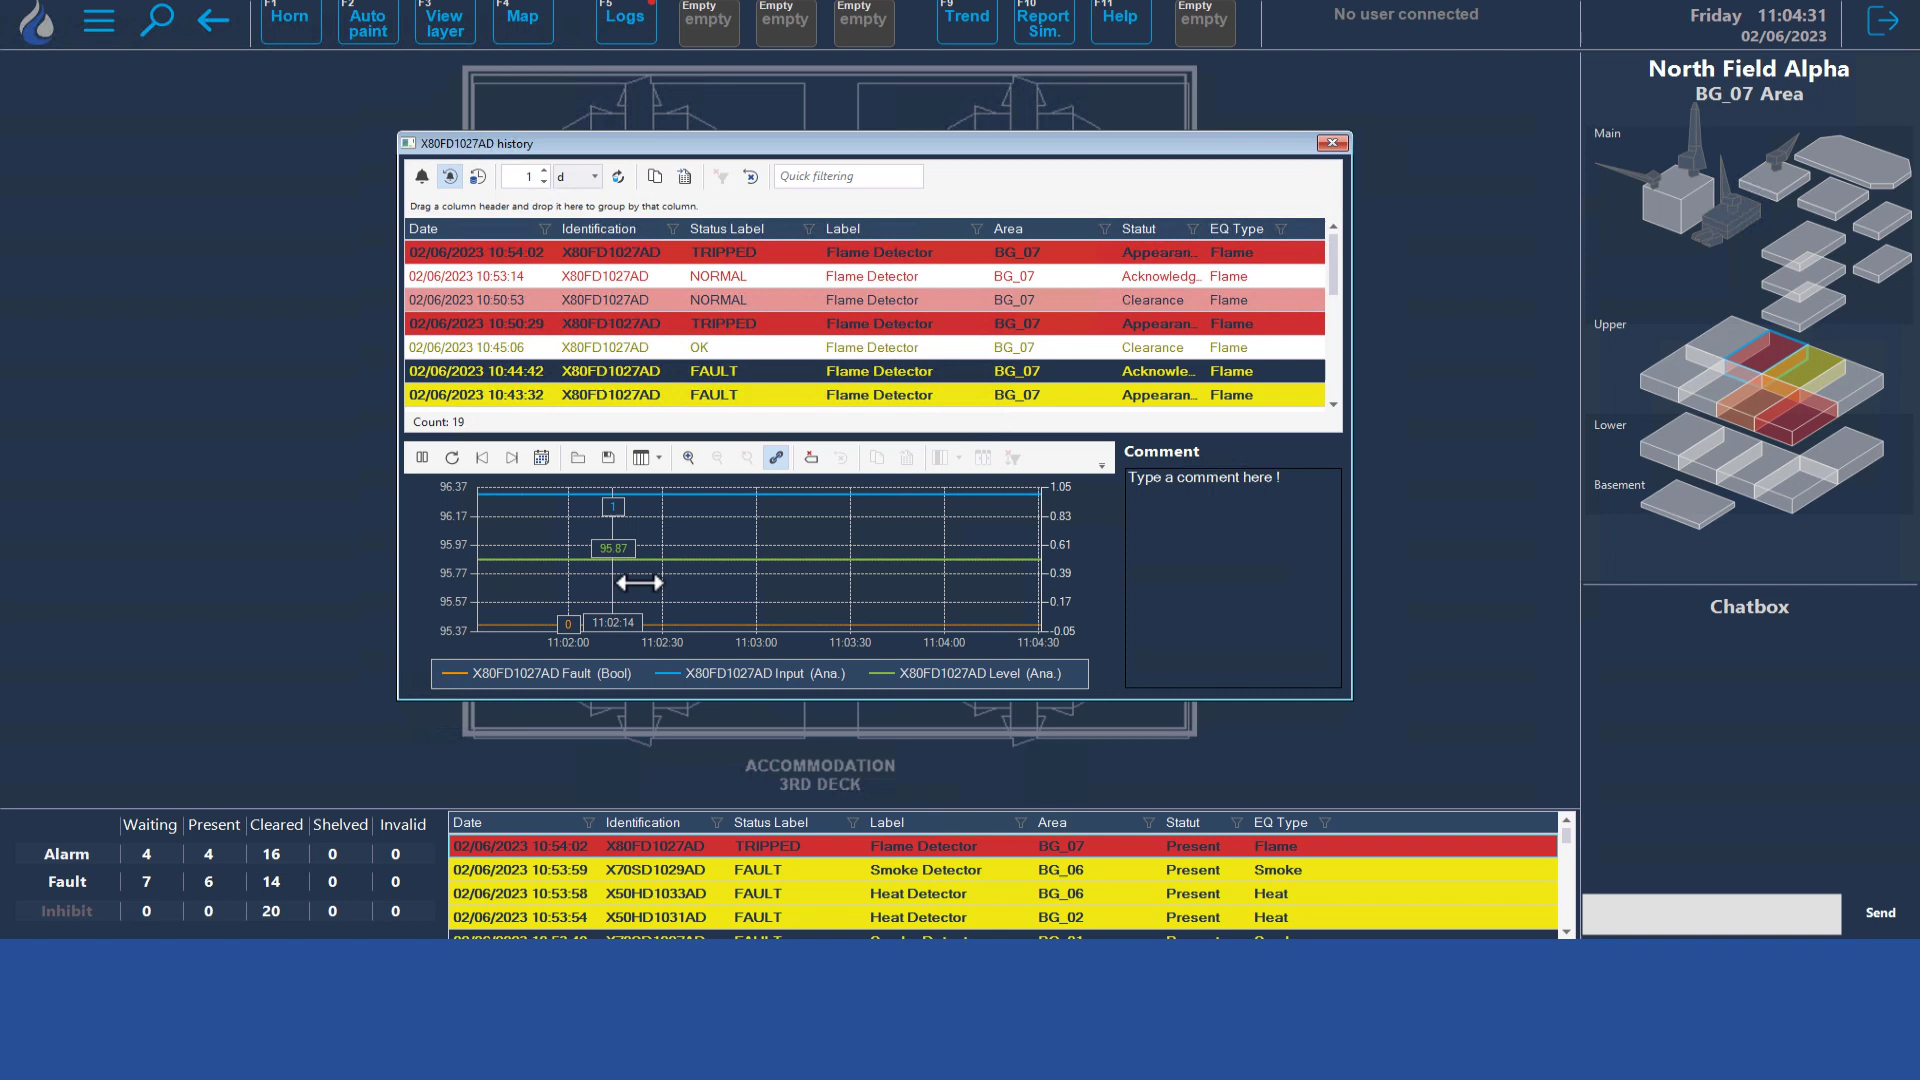 F1 Horn
F2 Auto paint
F3 View layer
F4 Map
F5 Logs
Empty empty
Empty empty
Empty empty
F9 Trend
F10 Report Sim.
F11 Help
Empty empty
No user connected
Friday 11:04:31
02/06/2023
North Field Alpha
BG_07 Area
Main
Upper
Lower
Basement
X80FD1027AD history
1 d Quick filtering
Drag a column header and drop it here to group by that column.
Date Identification Status Label Label Area Statut EQ Type
02/06/2023 10:54:02 X80FD1027AD TRIPPED Flame Detector BG_07 Appearan... Flame
02/06/2023 10:53:14 X80FD1027AD NORMAL Flame Detector BG_07 Acknowledg... Flame
02/06/2023 10:50:53 X80FD1027AD NORMAL Flame Detector BG_07 Clearance Flame
02/06/2023 10:50:29 X80FD1027AD TRIPPED Flame Detector BG_07 Appearan... Flame
02/06/2023 10:45:06 X80FD1027AD OK Flame Detector BG_07 Clearance Flame
02/06/2023 10:44:42 X80FD1027AD FAULT Flame Detector BG_07 Acknowle... Flame
02/06/2023 10:43:32 X80FD1027AD FAULT Flame Detector BG_07 Appearan... Flame
Count: 19
Comment
Type a comment here !
96.37 1.05
1
96.17 0.83
95.97 0.61
95.87
95.77 0.39
95.57 0.17
0 11:02:14
95.37 -0.05
11:02:00 11:02:30 11:03:00 11:03:30 11:04:00 11:04:30
X80FD1027AD Fault (Bool) X80FD1027AD Input (Ana.) X80FD1027AD Level (Ana.)
ACCOMMODATION
3RD DECK
Chatbox
Send
Waiting Present Cleared Shelved Invalid
Alarm 4 4 16 0 0
Fault 7 6 14 0 0
Inhibit 0 0 20 0 0
Date Identification Status Label Label Area Statut EQ Type
02/06/2023 10:54:02 X80FD1027AD TRIPPED Flame Detector BG_07 Present Flame
02/06/2023 10:53:59 X70SD1029AD FAULT Smoke Detector BG_06 Present Smoke
02/06/2023 10:53:58 X50HD1033AD FAULT Heat Detector BG_06 Present Heat
02/06/2023 10:53:54 X50HD1031AD FAULT Heat Detector BG_02 Present Heat